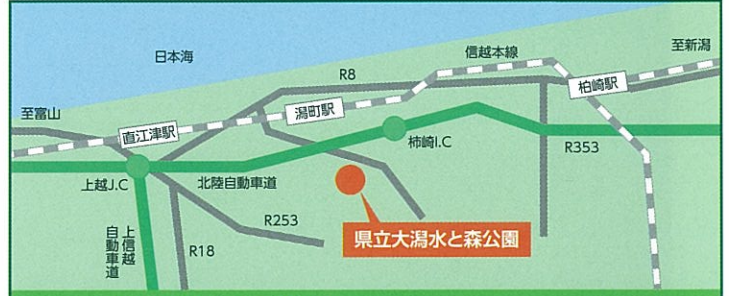 日本海
信越本線
至新潟
R8
柏崎駅
至富山
潟町駅
直江津駅
柿崎I.C
R353
上越J.C
北陸自動車道
県立大潟水と森公園
R253
上信越
自動車道
R18